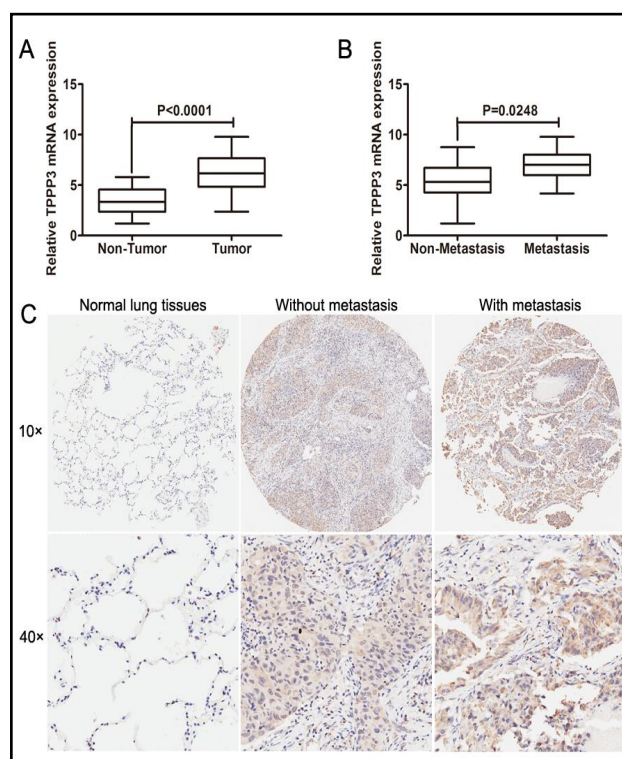 A
Relative TPPP3 mRNA expression
15
10
5
0
P<0.0001
Non-Tumor Tumor
B
Relative TPPP3 mRNA expression
15
10
5
0
P=0.0248
Non-Metastasis Metastasis
C
Normal lung tissues Without metastasis With metastasis
10×
40×